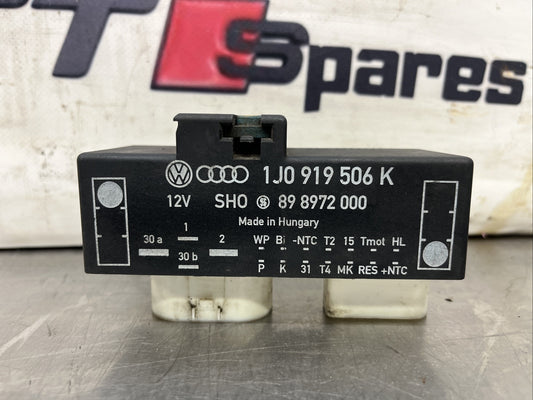 T Spares
1J0 919 506 K
12V SHO S 89 8972 000
Made in Hungary
1
30 a 2
30 b
WP Bi -NTC T2 15 Tmot HL
P K 31 T4 MK RES +NTC